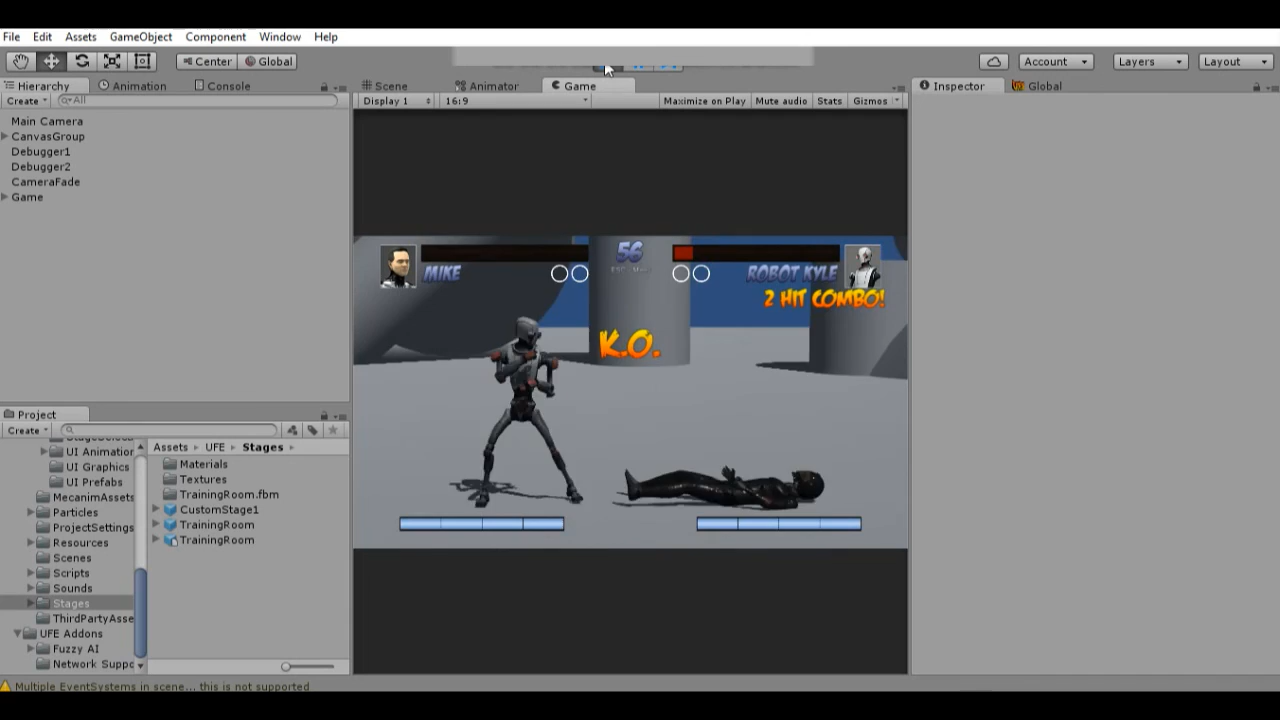 File Edit Assets GameObject Component Window Help
Center Global Account Layers Layout
Hierarchy Animation Console Scene Animator Game Inspector Global
Create All Display 1 16:9 Maximize on Play Mute audio Stats Gizmos
Main Camera
CanvasGroup
Debugger1
Debugger2
CameraFade
Game
56
MIKE
ROBOT KYLE
2 HIT COMBO!
K.O.
Project
Create
UI Animation
UI Graphics
UI Prefabs
MecanimAssets
Particles
ProjectSettings
Resources
Scenes
Scripts
Sounds
Stages
ThirdPartyAsse
UFE Addons
Fuzzy AI
Network Suppo
Assets UFE Stages
Materials
Textures
TrainingRoom.fbm
CustomStage1
TrainingRoom
TrainingRoom
Multiple EventSystems in scene... this is not supported